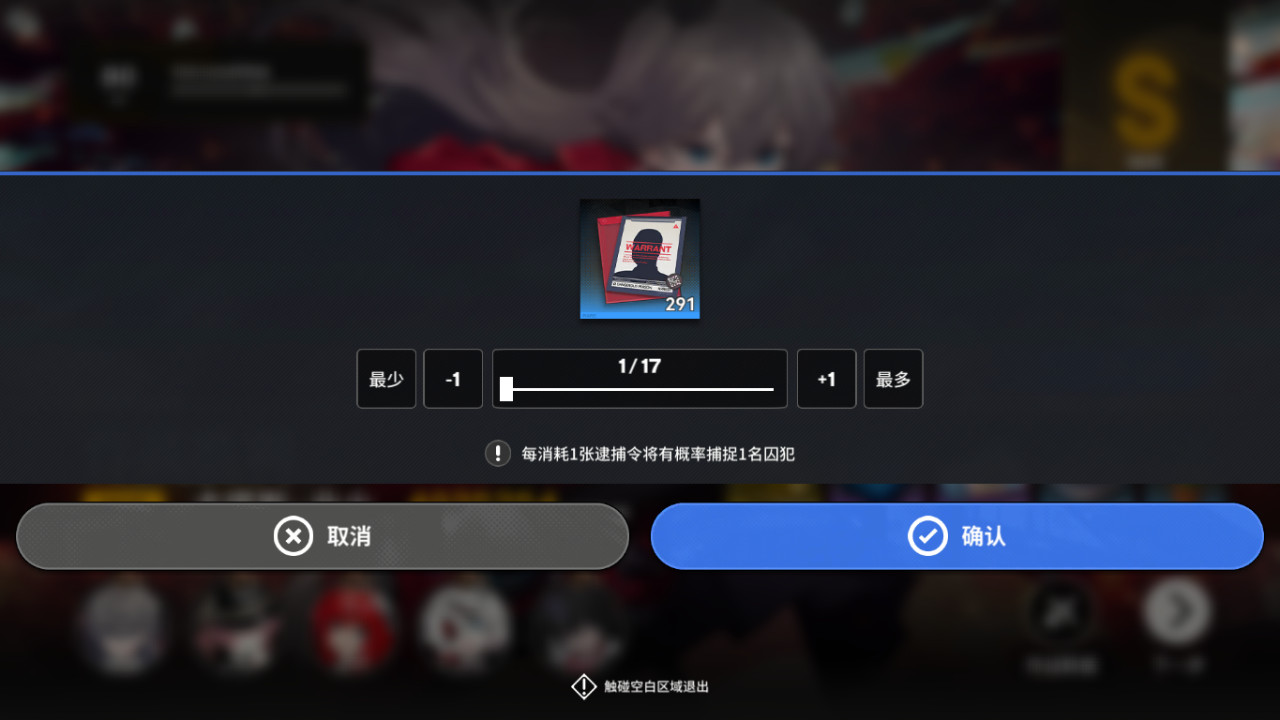 S
WARRANT
291
最少
-1
1/17
+1
最多
每消耗1张逮捕令将有概率捕捉1名囚犯
取消
确认
触碰空白区域退出